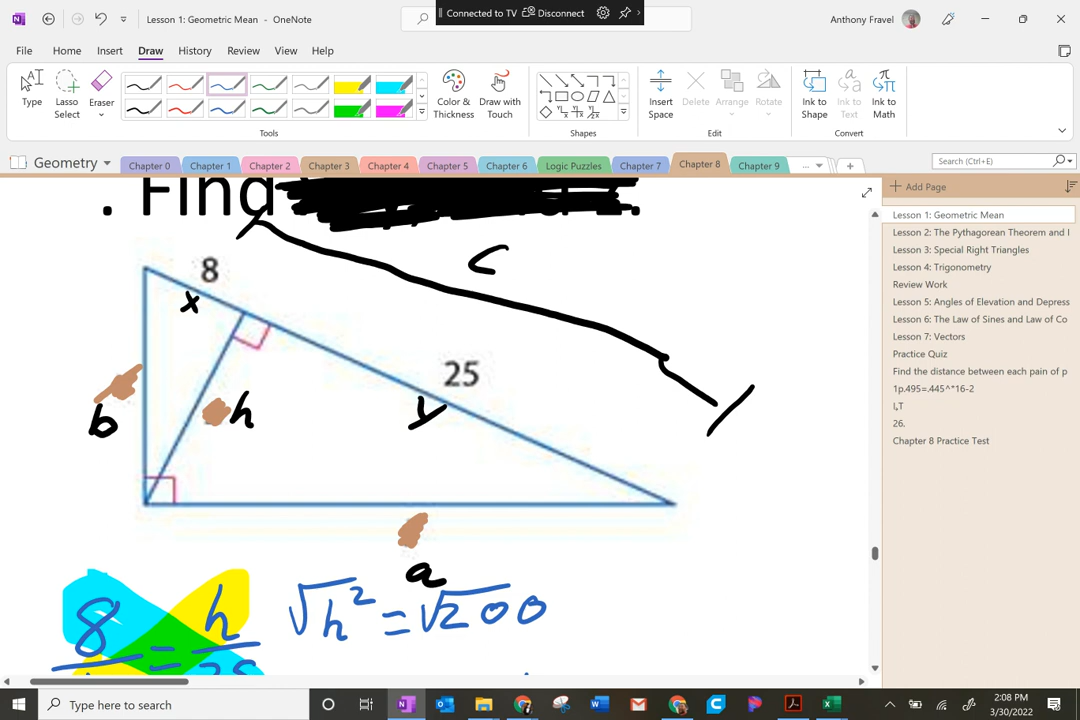 Lesson 1: Geometric Mean - OneNote
Connected to TV Disconnect
Anthony Fravel
File Home Insert Draw History Review View Help
Type
Lasso Select
Eraser
Color & Thickness
Draw with Touch
Insert Space
Delete
Arrange
Rotate
Ink to Shape
Ink to Text
Ink to Math
Tools
Shapes
Edit
Convert
Geometry
Chapter 0 Chapter 1 Chapter 2 Chapter 3 Chapter 4 Chapter 5 Chapter 6 Logic Puzzles Chapter 7 Chapter 8 Chapter 9 ...
Search (Ctrl+E)
Add Page
Lesson 1: Geometric Mean
Lesson 2: The Pythagorean Theorem and I
Lesson 3: Special Right Triangles
Lesson 4: Trigonometry
Review Work
Lesson 5: Angles of Elevation and Depress
Lesson 6: The Law of Sines and Law of Co
Lesson 7: Vectors
Practice Quiz
Find the distance between each pair of p
1p.495=.445^*16-2
I,T
26.
Chapter 8 Practice Test
. Find
c
8
x
25
y
b
h
a
8/ = h/25
√h² = √200
Type here to search
2:08 PM
3/30/2022